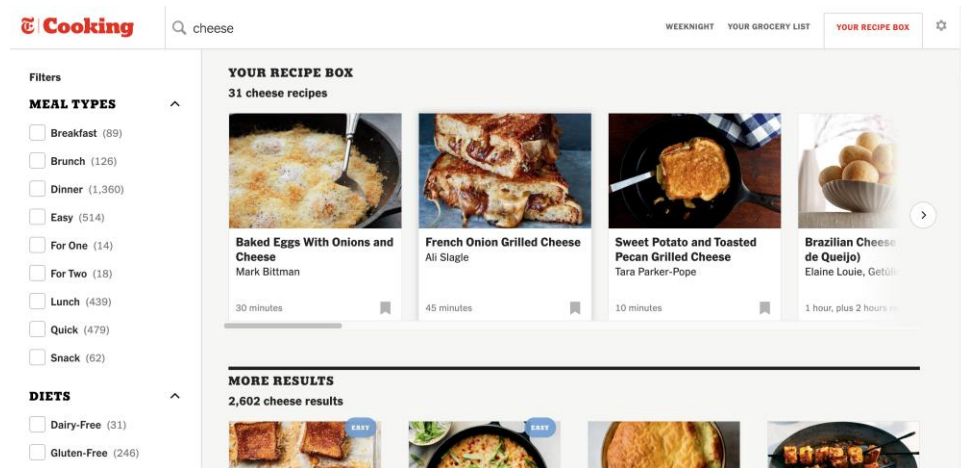 Cooking
cheese
WEEKNIGHT
YOUR GROCERY LIST
YOUR RECIPE BOX
Filters
MEAL TYPES
Breakfast (89)
Brunch (126)
Dinner (1,360)
Easy (514)
For One (14)
For Two (18)
Lunch (439)
Quick (479)
Snack (62)
DIETS
Dairy-Free (31)
Gluten-Free (246)
YOUR RECIPE BOX
31 cheese recipes
Baked Eggs With Onions and
Cheese
Mark Bittman
30 minutes
French Onion Grilled Cheese
Ali Slagle
45 minutes
Sweet Potato and Toasted
Pecan Grilled Cheese
Tara Parker-Pope
10 minutes
Brazilian Cheese
de Queijo)
Elaine Louie,
1 hour, plus 2 hours
MORE RESULTS
2,602 cheese results
EASY
EASY